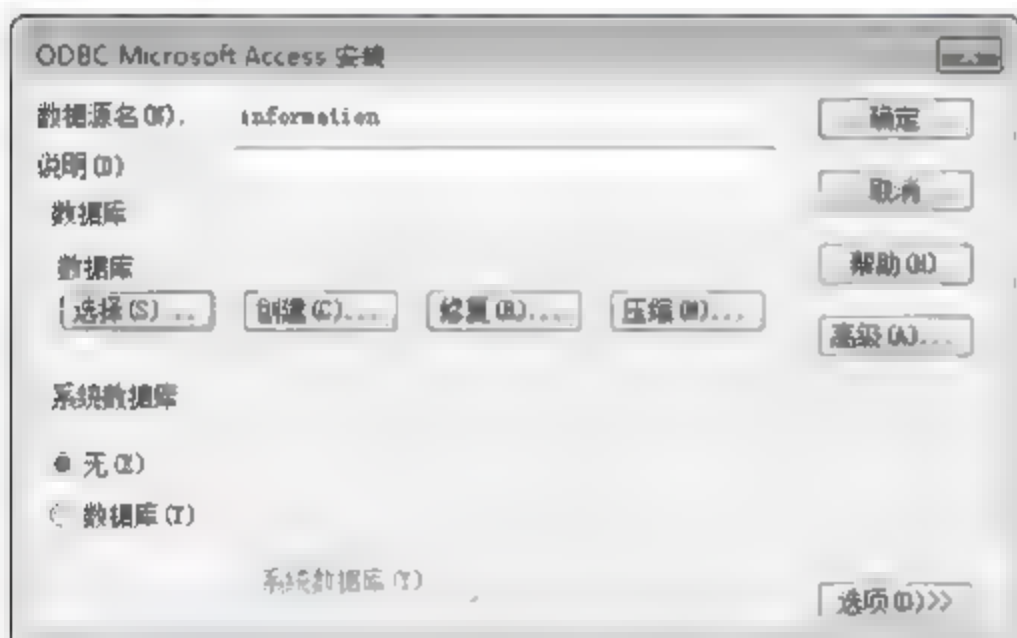 ODBC Microsoft Access 安装
数据源名(N): information
确定
说明(D)
取消
数据库
数据库
帮助(H)
选择(S)... 创建(C)... 修复(R)... 压缩(M)...
高级(A)...
系统数据库
无(E)
数据库(T)
系统数据库(Y)
选项(O)>>